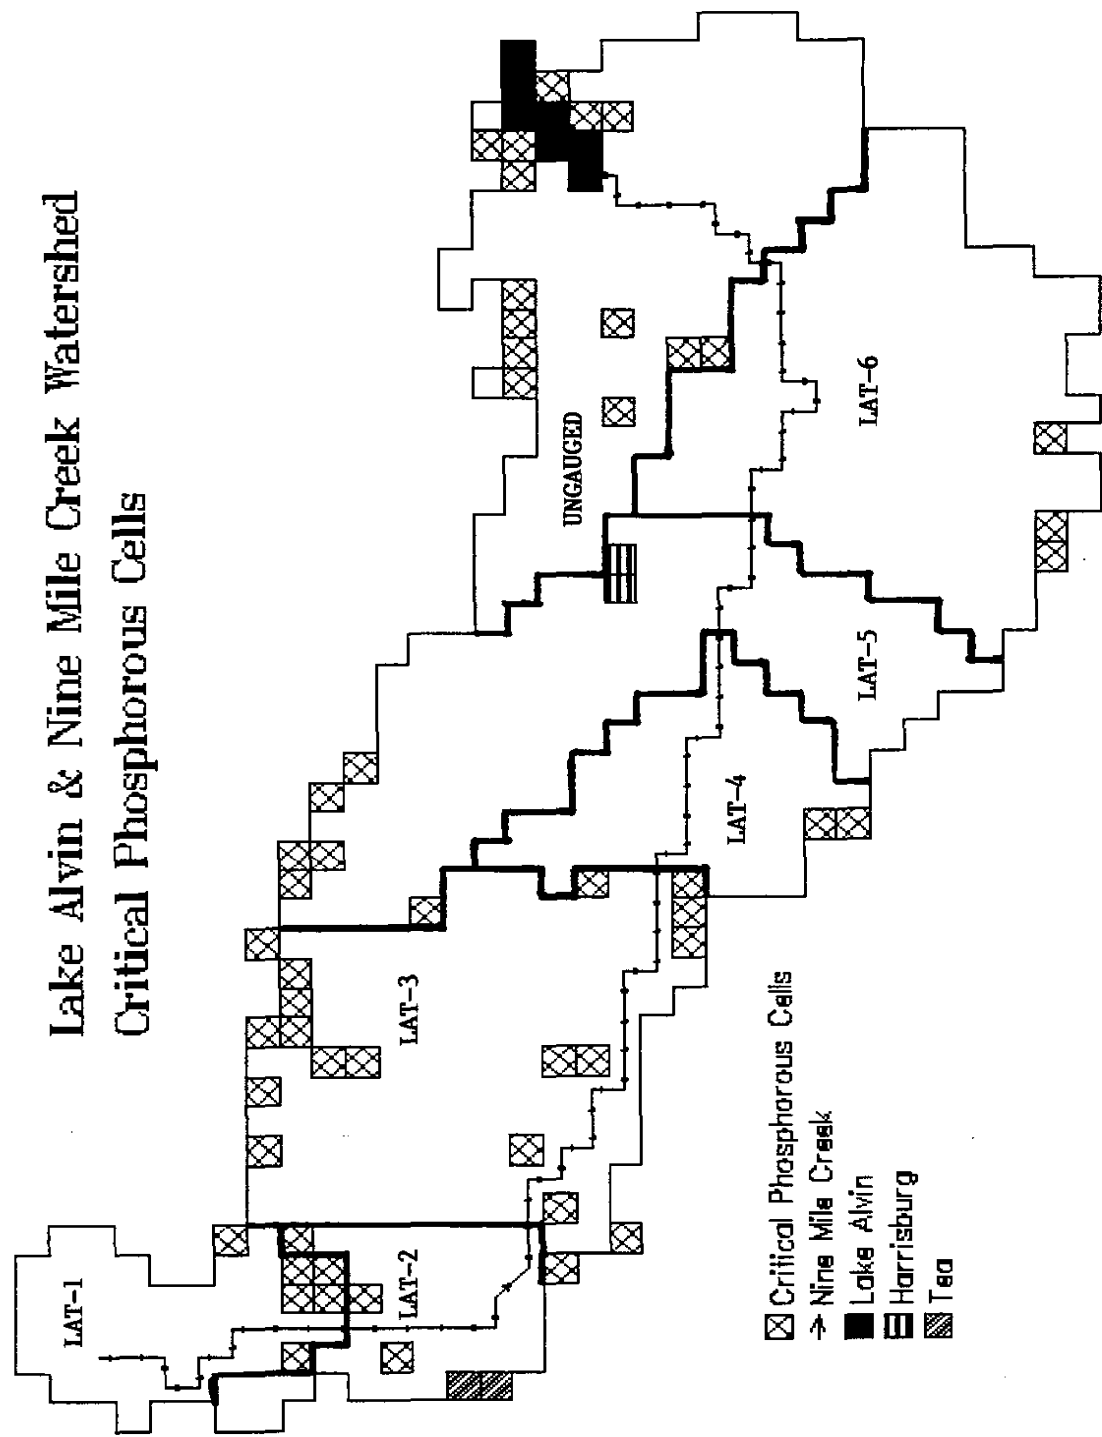 Lake Alvin & Nine Mile Creek Watershed
Critical Phosphorous Cells
LAT-1
LAT-2
LAT-3
LAT-4
LAT-5
LAT-6
UNGAUGED
Critical Phosphorous Cells
Nine Mile Creek
Lake Alvin
Harrisburg
Tea